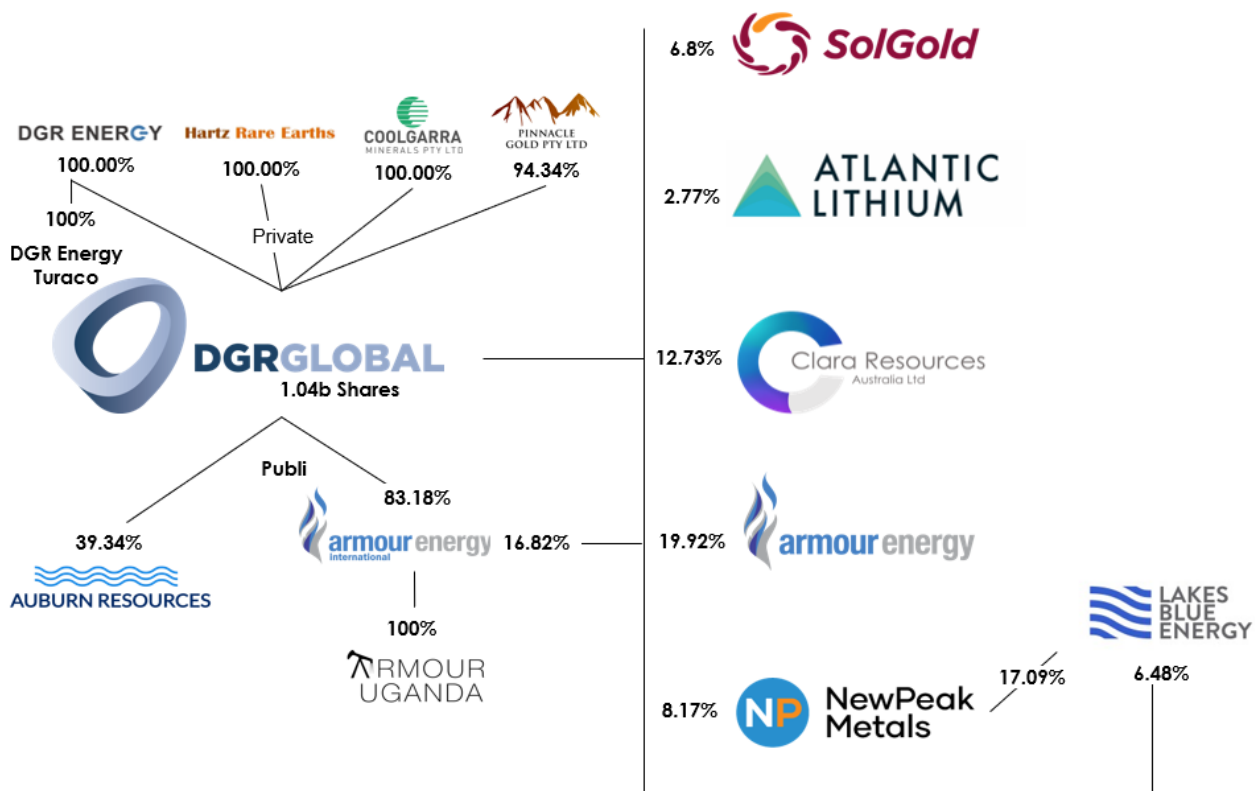 DGR ENERGY
100.00%
100%
DGR Energy
Turaco
Hartz Rare Earths
100.00%
Private
COOLGARRA
MINERALS PTY LTD
100.00%
PINNACLE
GOLD PTY LTD
94.34%
DGRGLOBAL
1.04b Shares
Publi
39.34%
AUBURN RESOURCES
83.18%
armour energy
international
16.82%
100%
ARMOUR
UGANDA
6.8%
SolGold
2.77%
ATLANTIC
LITHIUM
12.73%
Clara Resources
Australia Ltd
19.92%
armour energy
8.17%
NP
NewPeak
Metals
17.09%
LAKES
BLUE
ENERGY
6.48%